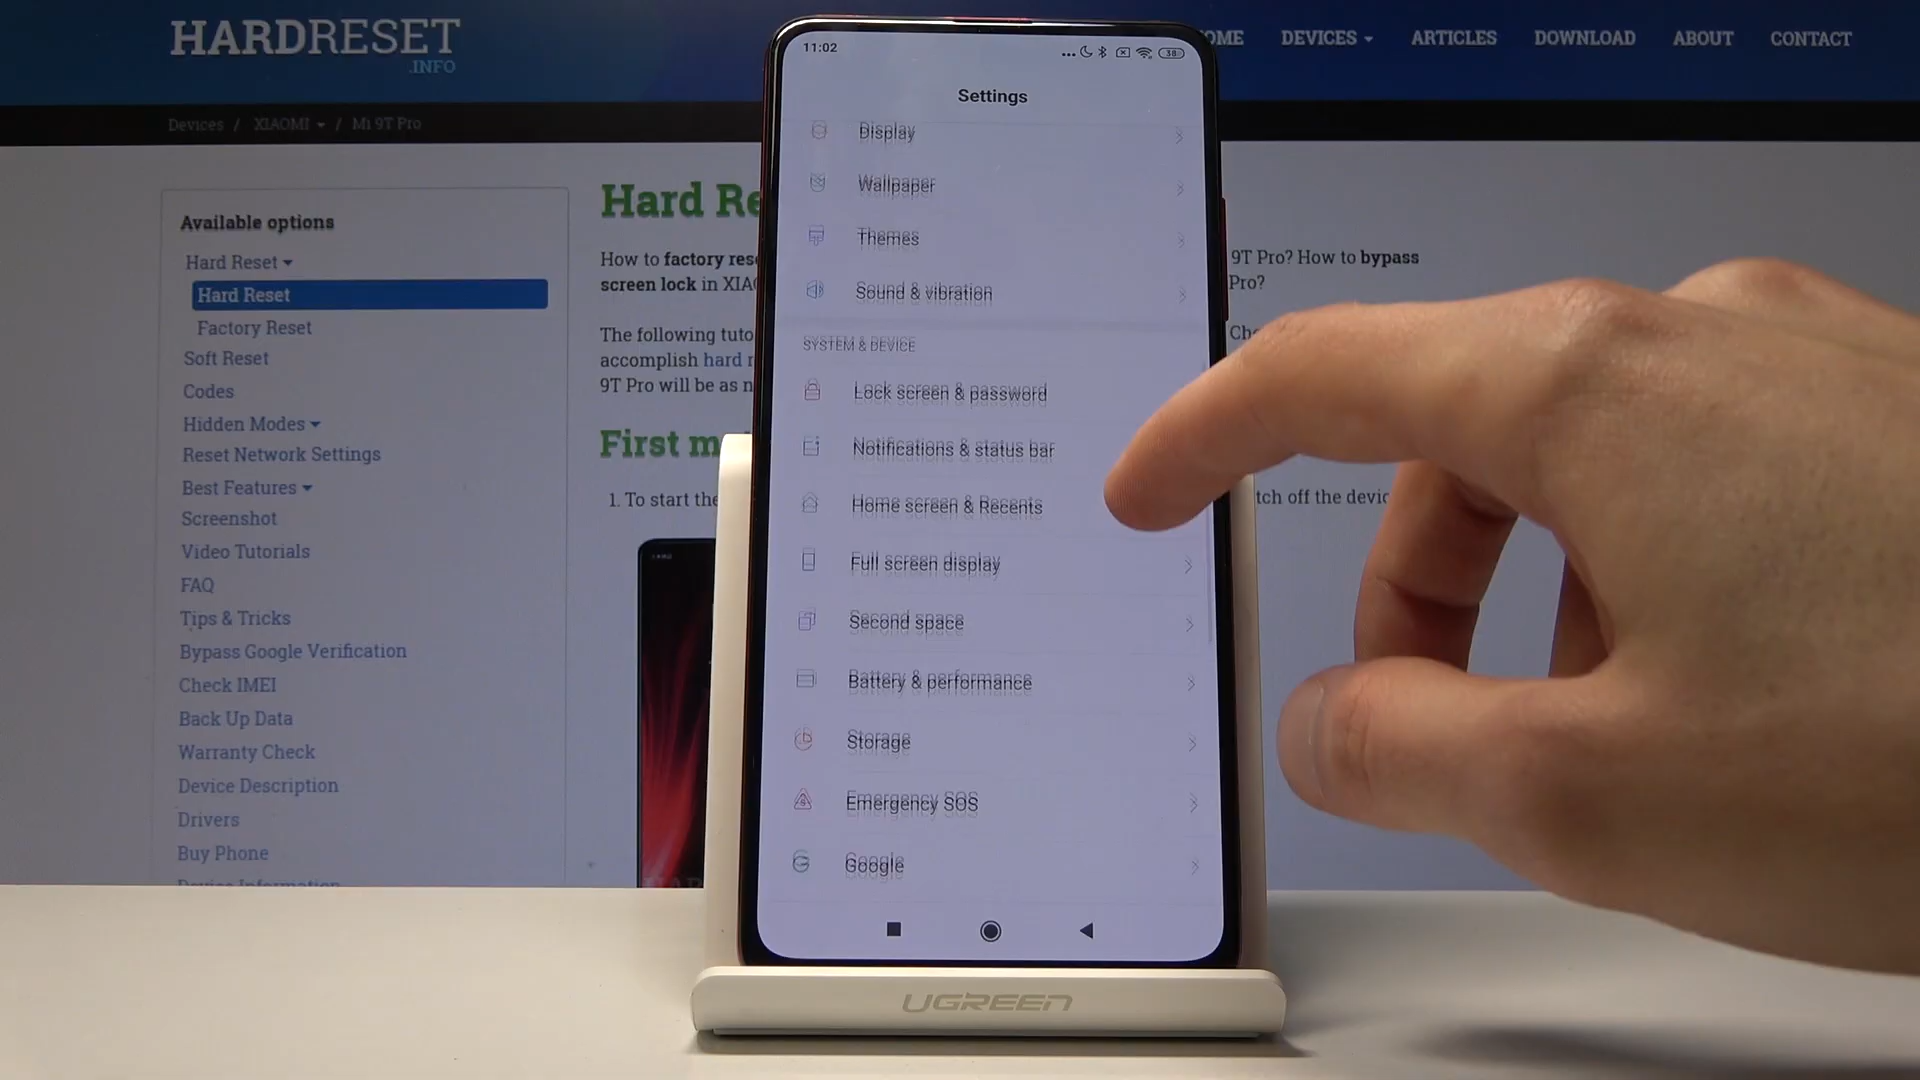 HARDRESET
.INFO
OME
DEVICES
ARTICLES
DOWNLOAD
ABOUT
CONTACT
Devices / XIAOMI / Mi 9T Pro
Available options
Hard Reset
Hard Reset
Factory Reset
Soft Reset
Codes
Hidden Modes
Reset Network Settings
Best Features
Screenshot
Video Tutorials
FAQ
Tips & Tricks
Bypass Google Verification
Check IMEI
Back Up Data
Warranty Check
Device Description
Drivers
Buy Phone
Device Information
Hard Re
How to factory rese
9T Pro? How to bypass
screen lock in XIA
Pro?
The following tuto
Che
accomplish hard r
9T Pro will be as n
First m
1. To start the
tch off the devic
11:02
38
Settings
Display
Wallpaper
Themes
Sound & vibration
SYSTEM & DEVICE
Lock screen & password
Notifications & status bar
Home screen & Recents
Full screen display
Second space
Battery & performance
Storage
Emergency SOS
Google
UGREEN